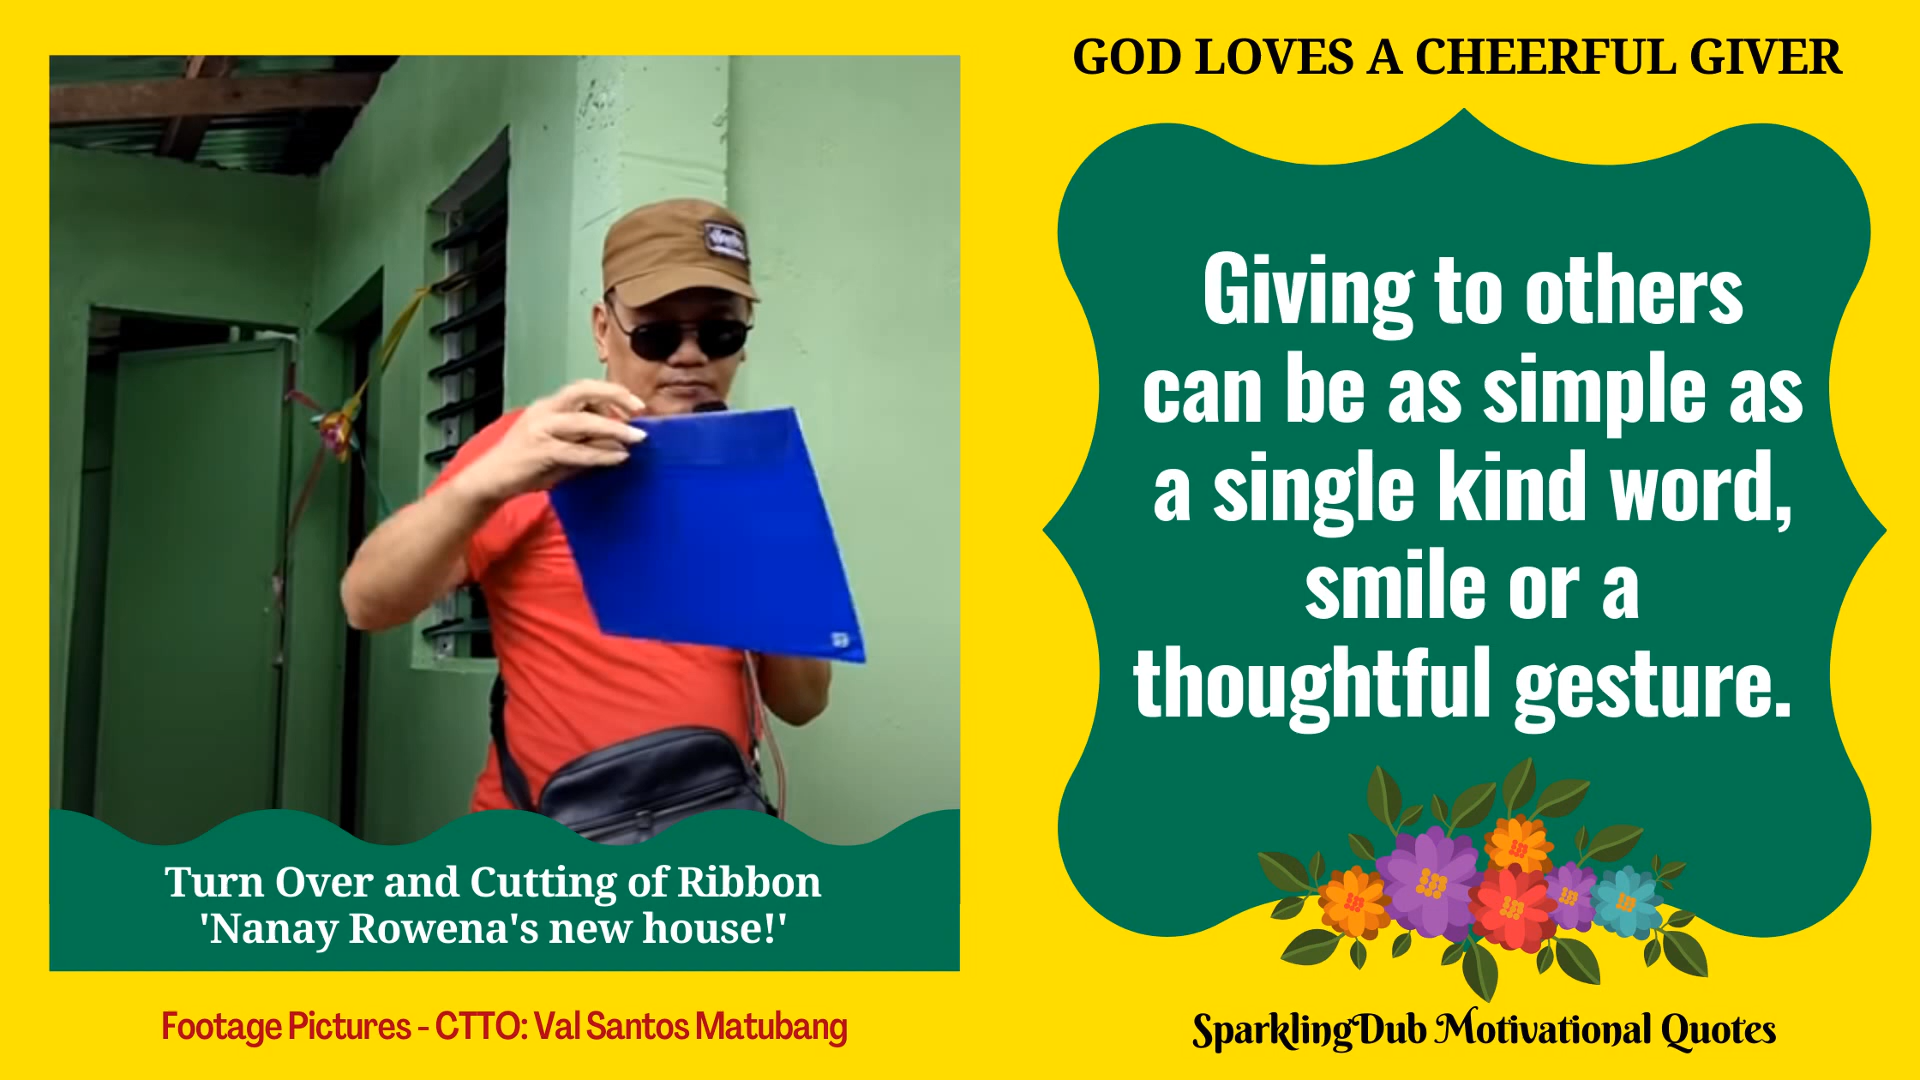 GOD LOVES A CHEERFUL GIVER
Giving to others
can be as simple as
a single kind word,
smile or a
thoughtful gesture.
Turn Over and Cutting of Ribbon
'Nanay Rowena's new house!'
Footage Pictures - CTTO: Val Santos Matubang
SparklingDub Motivational Quotes